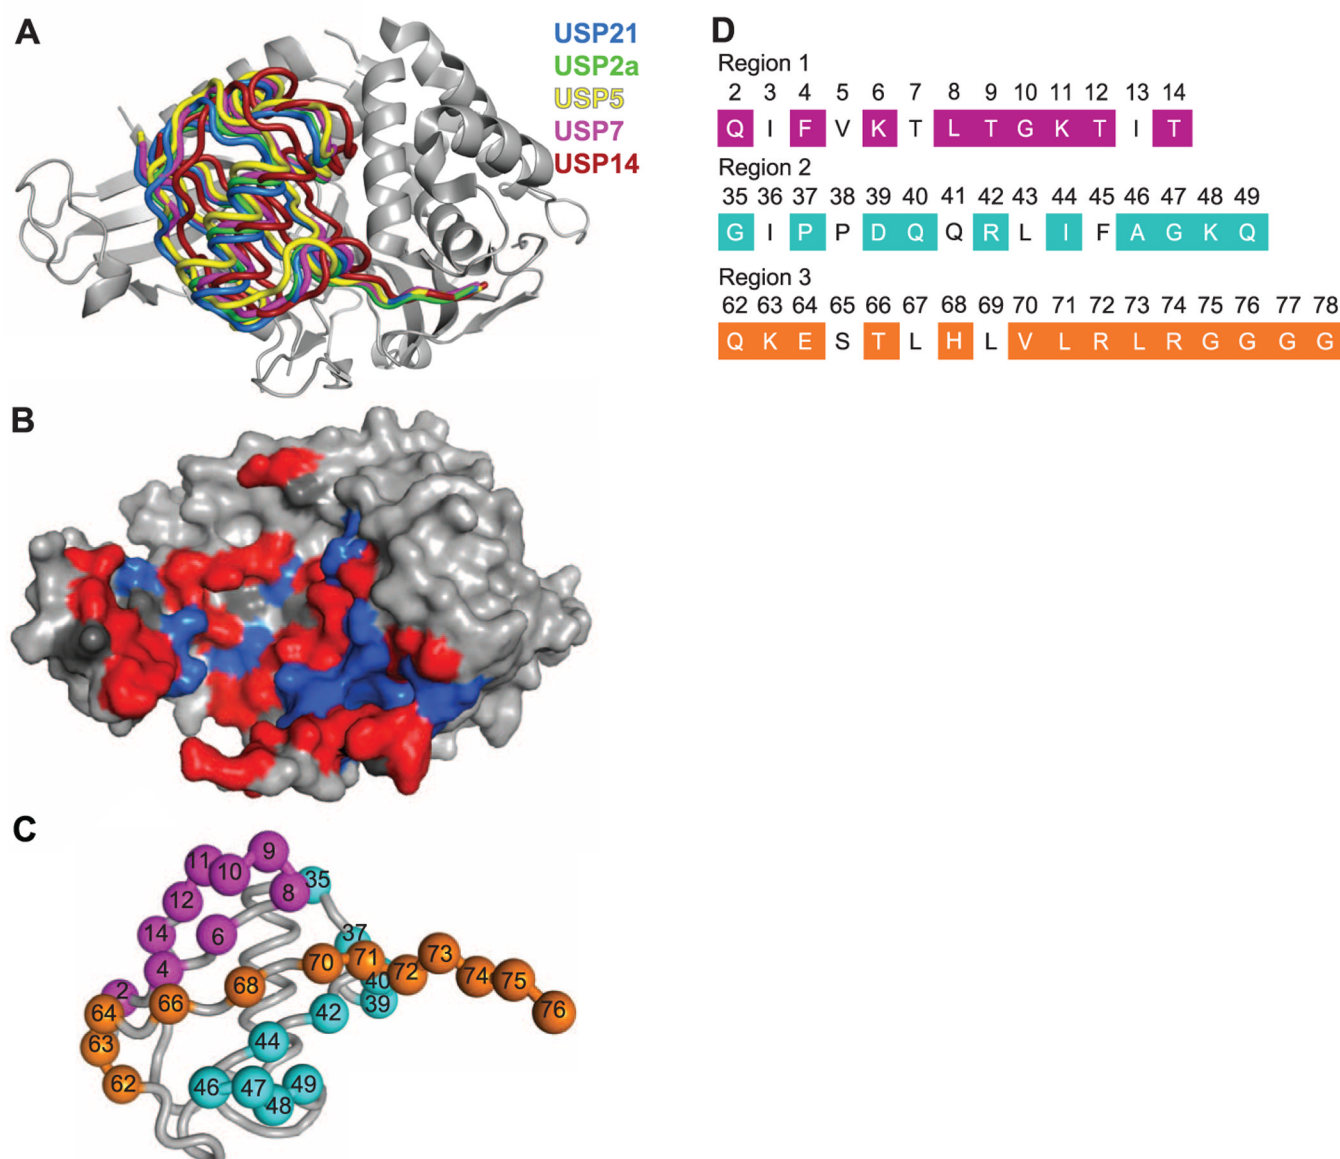 A
USP21
USP2a
USP5
USP7
USP14
B
C
11
10
9
8
35
12
14
6
37
4
70
71
72
73
74
75
76
2
68
40
39
64
66
42
63
44
62
46
47
49
48
D
Region 1
2 3 4 5 6 7 8 9 10 11 12 13 14
Q I F V K T L T G K T I T
Region 2
35 36 37 38 39 40 41 42 43 44 45 46 47 48 49
G I P P D Q Q R L I F A G K Q
Region 3
62 63 64 65 66 67 68 69 70 71 72 73 74 75 76 77 78
Q K E S T L H L V L R L R G G G G